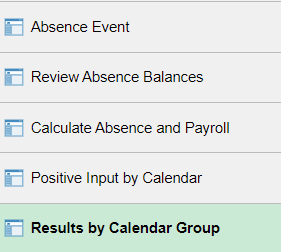 Absence Event
Review Absence Balances
Calculate Absence and Payroll
Positive Input by Calendar
Results by Calendar Group